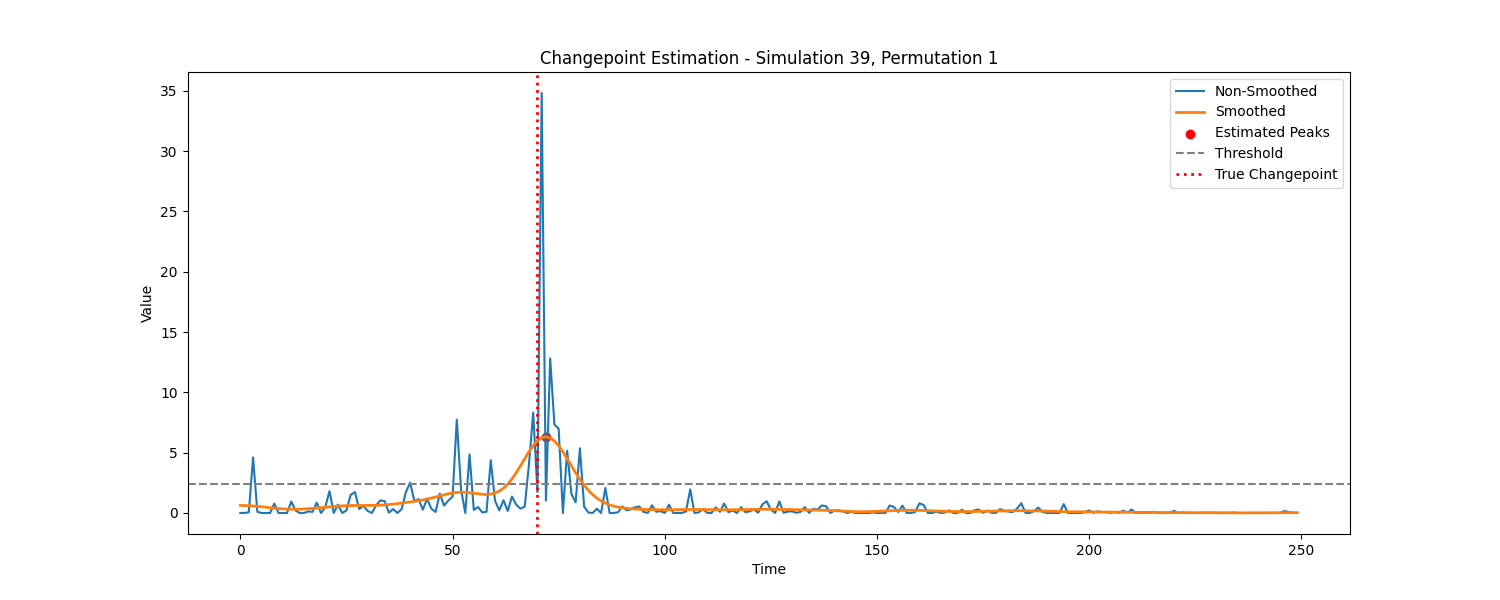 Changepoint Estimation - Simulation 39, Permutation 1
35
30
25
20
15
10
5
0
Value
0 50 100 150 200 250
Time
Non-Smoothed
Smoothed
Estimated Peaks
Threshold
True Changepoint